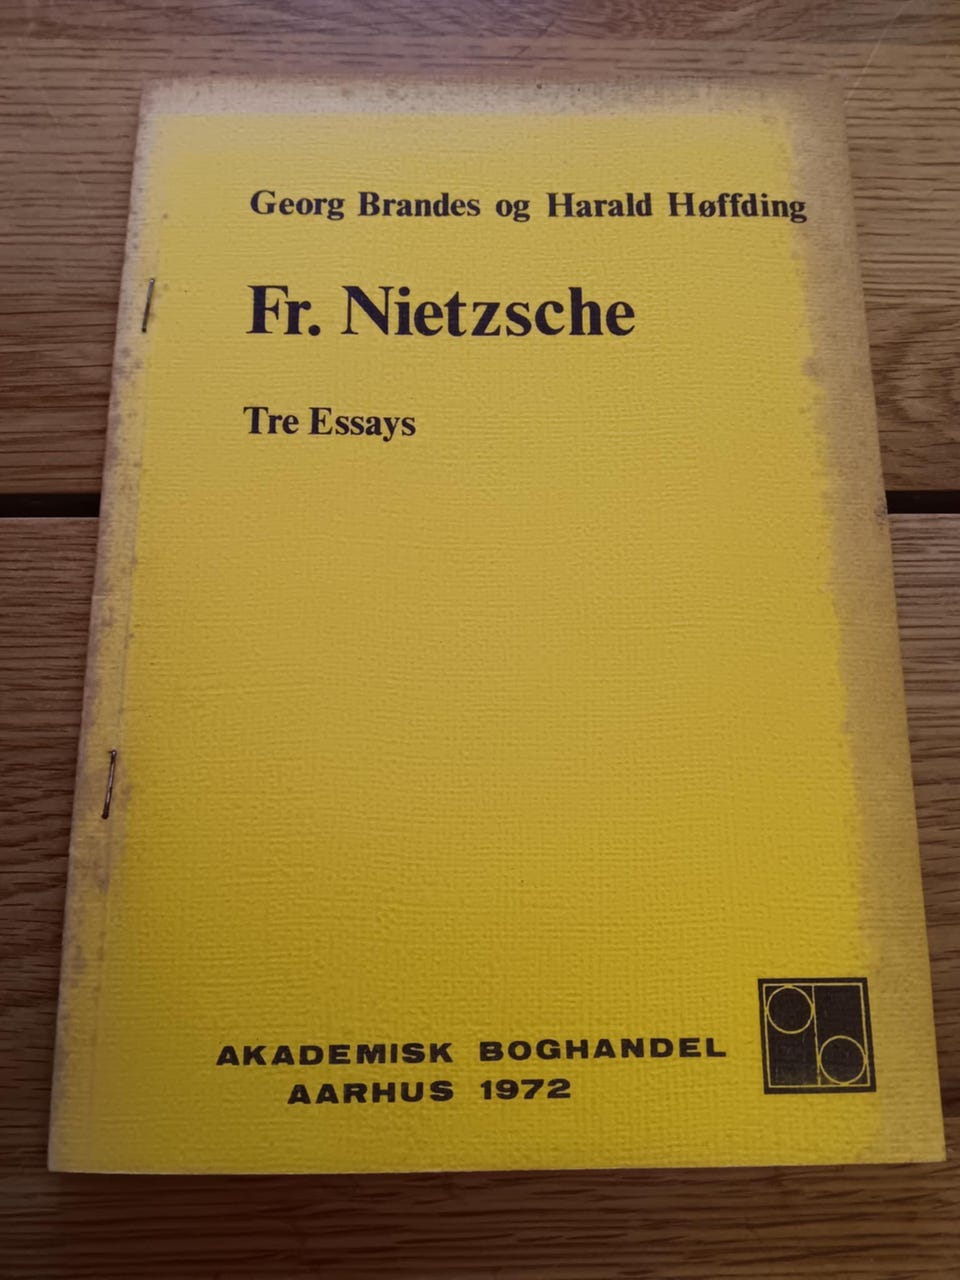 Georg Brandes og Harald Høffding
Fr. Nietzsche
Tre Essays
AKADEMISK BOGHANDEL
AARHUS 1972